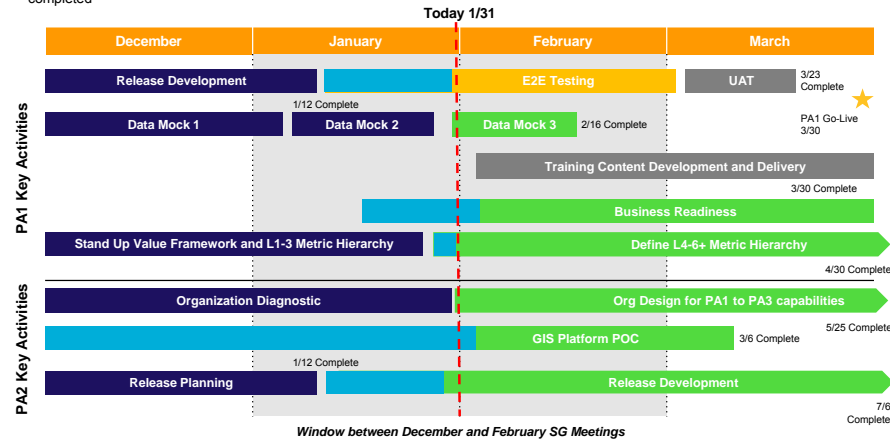 completed
Today 1/31
December January February March
PA1 Key Activities
Release Development E2E Testing UAT 3/23
Complete
1/12 Complete
Data Mock 1 Data Mock 2 Data Mock 3 2/16 Complete
PA1 Go-Live
3/30
Training Content Development and Delivery
3/30 Complete
Business Readiness
Stand Up Value Framework and L1-3 Metric Hierarchy Define L4-6+ Metric Hierarchy
4/30 Complete
PA2 Key Activities
Organization Diagnostic Org Design for PA1 to PA3 capabilities
5/25 Complete
GIS Platform POC 3/6 Complete
1/12 Complete
Release Planning Release Development
7/6
Complete
Window between December and February SG Meetings